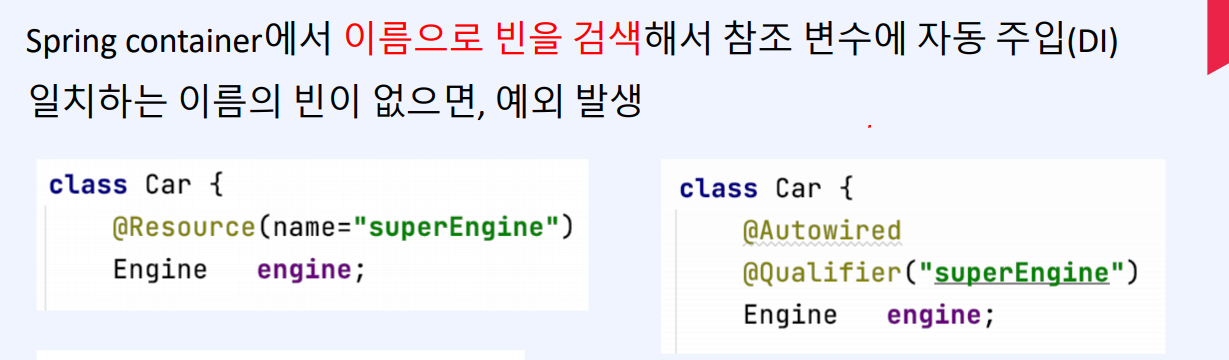 Spring container에서 이름으로 빈을 검색해서 참조 변수에 자동 주입(DI)
일치하는 이름의 빈이 없으면, 예외 발생
class Car {
@Resource(name="superEngine")
Engine engine;
class Car {
@Autowired
@Qualifier("superEngine")
Engine engine;